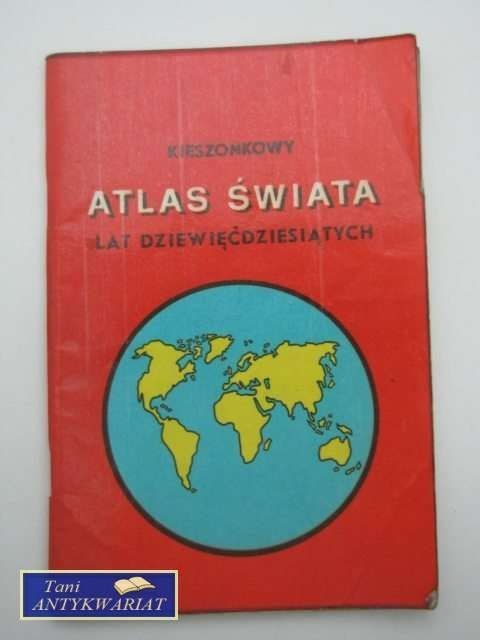 KIESZONKOWY
ATLAS ŚWIATA
LAT DZIEWIĘĆDZIESIĄTYCH
Tani
ANTYKWARIAT